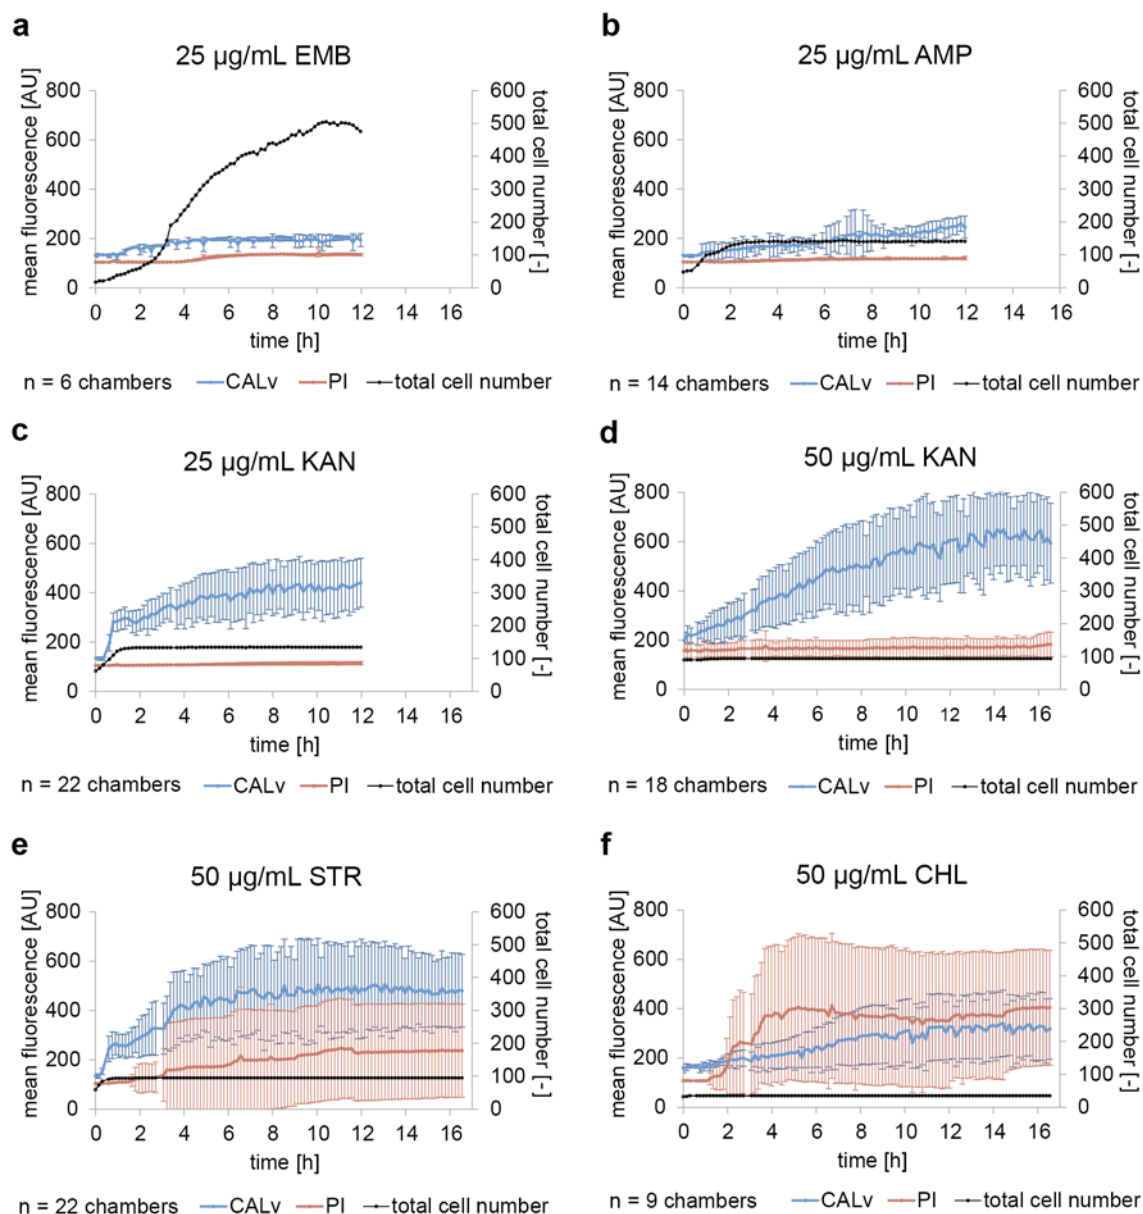 a
25 µg/mL EMB
mean fluorescence [AU]
800
600
400
200
0
600
500
400
300
200
100
0
total cell number [-]
0 2 4 6 8 10 12 14 16
time [h]
n = 6 chambers CALv PI total cell number
b
25 µg/mL AMP
mean fluorescence [AU]
800
600
400
200
0
600
500
400
300
200
100
0
total cell number [-]
0 2 4 6 8 10 12 14 16
time [h]
n = 14 chambers CALv PI total cell number
c
25 µg/mL KAN
mean fluorescence [AU]
800
600
400
200
0
600
500
400
300
200
100
0
total cell number [-]
0 2 4 6 8 10 12 14 16
time [h]
n = 22 chambers CALv PI total cell number
d
50 µg/mL KAN
mean fluorescence [AU]
800
600
400
200
0
600
500
400
300
200
100
0
total cell number [-]
0 2 4 6 8 10 12 14 16
time [h]
n = 18 chambers CALv PI total cell number
e
50 µg/mL STR
mean fluorescence [AU]
800
600
400
200
0
600
500
400
300
200
100
0
total cell number [-]
0 2 4 6 8 10 12 14 16
time [h]
n = 22 chambers CALv PI total cell number
f
50 µg/mL CHL
mean fluorescence [AU]
800
600
400
200
0
600
500
400
300
200
100
0
total cell number [-]
0 2 4 6 8 10 12 14 16
time [h]
n = 9 chambers CALv PI total cell number